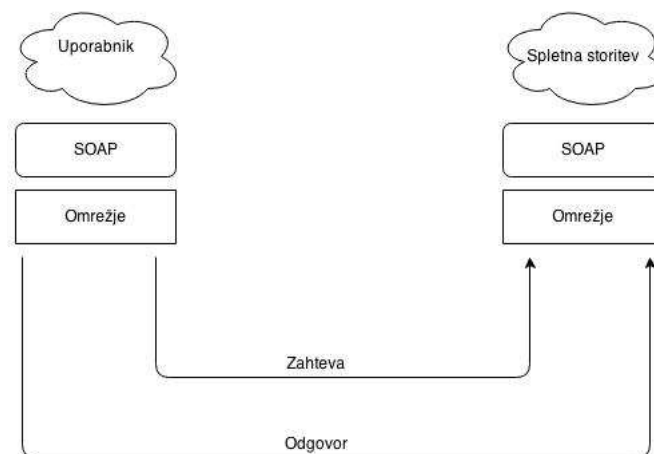 Uporabnik
Spletna storitev
SOAP
SOAP
Omrežje
Omrežje
Zahteva
Odgovor